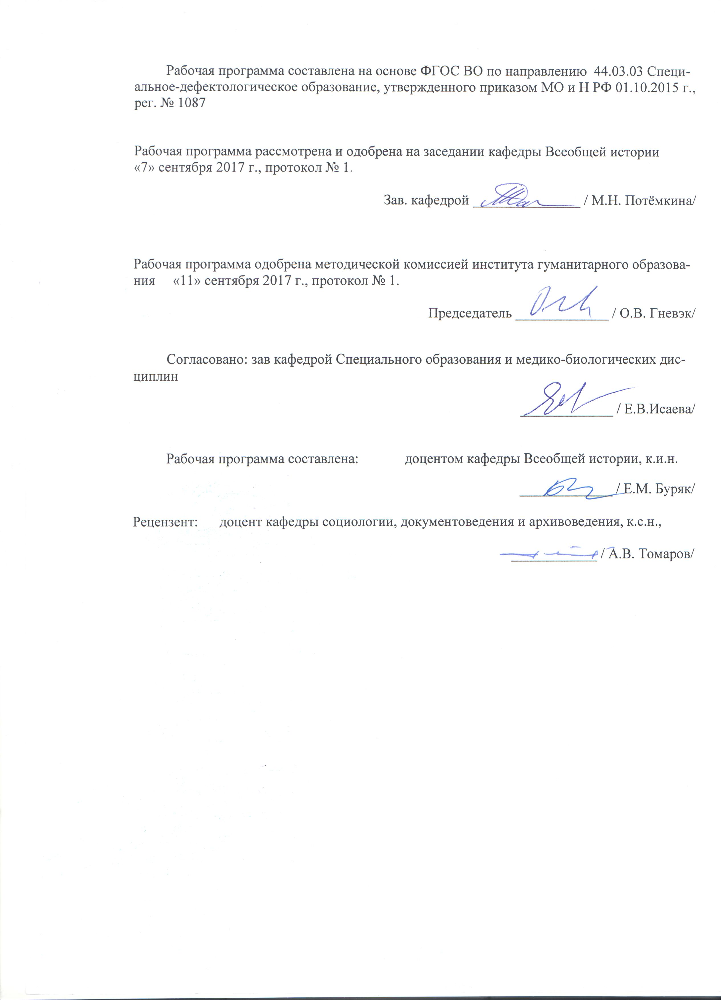 Рабочая программа составлена на основе ФГОС ВО по направлению 44.03.03 Специ-
альное-дефектологическое образование, утвержденного приказом МО и Н РФ 01.10.2015 г.,
рег. № 1087
Рабочая программа рассмотрена и одобрена на заседании кафедры Всеобщей истории
«7» сентября 2017 г., протокол № 1.
Зав. кафедрой ________________ / М.Н. Потёмкина/
Рабочая программа одобрена методической комиссией института гуманитарного образова-
ния «11» сентября 2017 г., протокол № 1.
Председатель ______________ / О.В. Гневэк/
Согласовано: зав кафедрой Специального образования и медико-биологических дис-
циплин
______________ / Е.В.Исаева/
Рабочая программа составлена: доцентом кафедры Всеобщей истории, к.и.н.
______________ / Е.М. Буряк/
Рецензент: доцент кафедры социологии, документоведения и архивоведения, к.с.н.,
_____________ / А.В. Томаров/